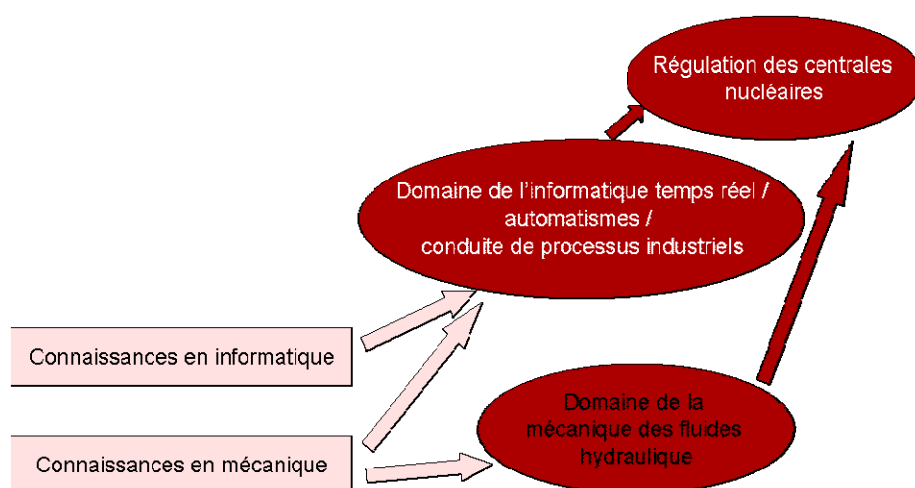 Régulation des centrales
nucléaires
Domaine de l'informatique temps réel /
automatismes /
conduite de processus industriels
Connaissances en informatique
Domaine de la
mécanique des fluides
hydraulique
Connaissances en mécanique